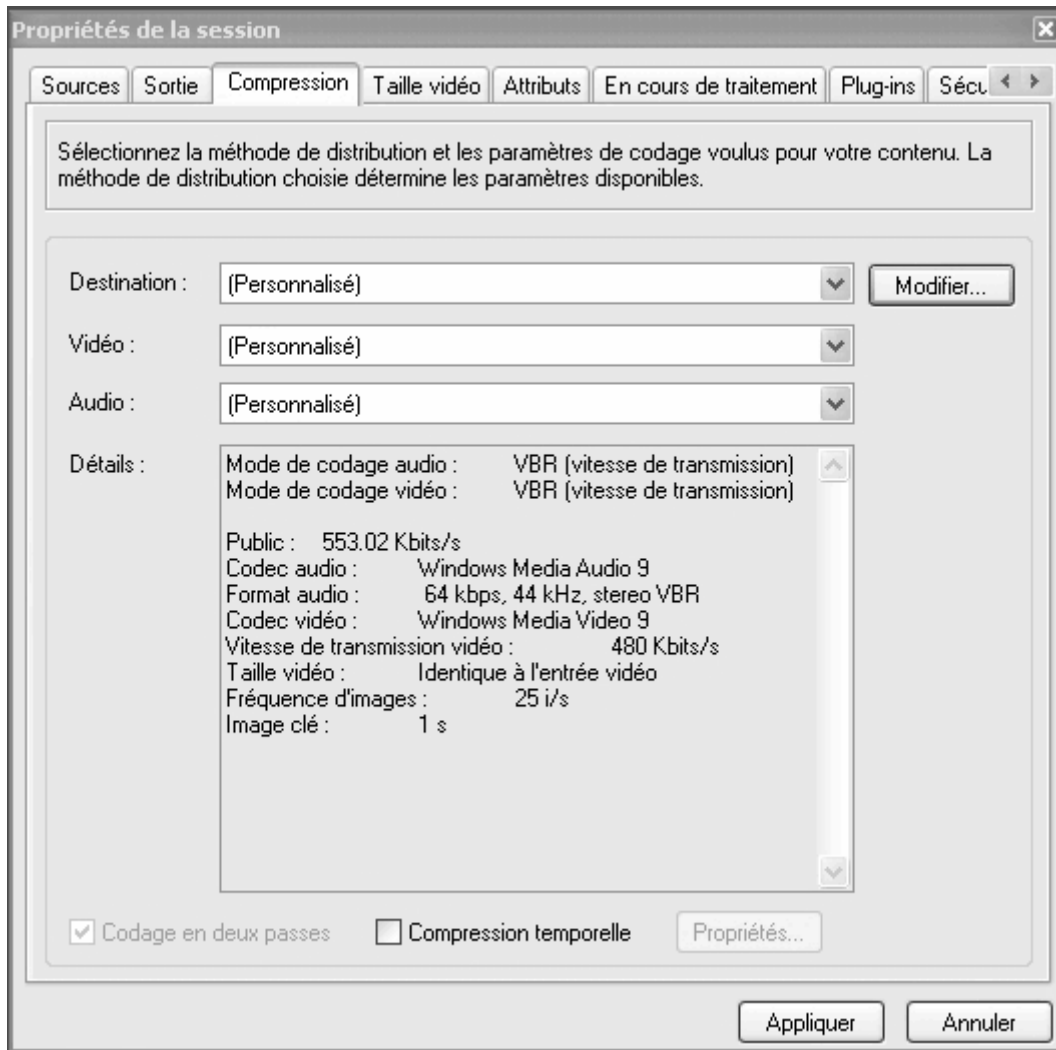 Propriétés de la session
Sources Sortie Compression Taille vidéo Attributs En cours de traitement Plug-ins Sécu
Sélectionnez la méthode de distribution et les paramètres de codage voulus pour votre contenu. La
méthode de distribution choisie détermine les paramètres disponibles.
Destination : (Personnalisé) Modifier...
Vidéo : (Personnalisé)
Audio : (Personnalisé)
Détails : Mode de codage audio : VBR (vitesse de transmission)
Mode de codage vidéo : VBR (vitesse de transmission)
Public : 553.02 Kbits/s
Codec audio : Windows Media Audio 9
Format audio : 64 kbps, 44 kHz, stereo VBR
Codec vidéo : Windows Media Video 9
Vitesse de transmission vidéo : 480 Kbits/s
Taille vidéo : Identique à l'entrée vidéo
Fréquence d'images : 25 i/s
Image clé : 1 s
Codage en deux passes Compression temporelle Propriétés...
Appliquer Annuler